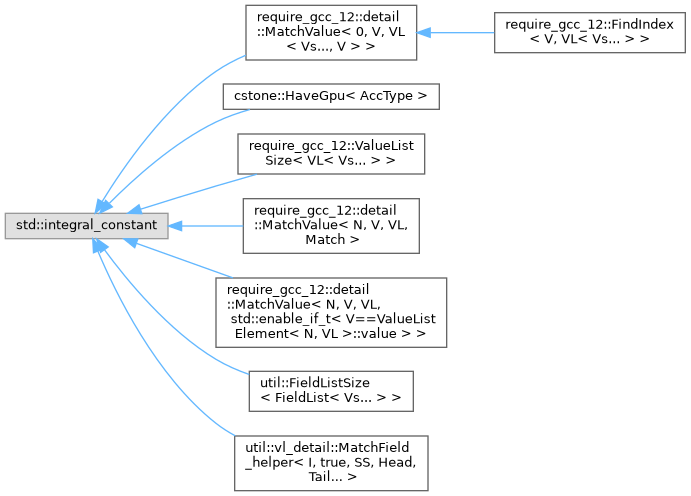 require_gcc_12::detail
::MatchValue< 0, V, VL
< Vs..., V > >
require_gcc_12::FindIndex
< V, VL< Vs... > >
cstone::HaveGpu< AccType >
require_gcc_12::ValueList
Size< VL< Vs... > >
std::integral_constant
require_gcc_12::detail
::MatchValue< N, V, VL,
Match >
require_gcc_12::detail
::MatchValue< N, V, VL,
std::enable_if_t< V==ValueList
Element< N, VL >::value > >
util::FieldListSize
< FieldList< Vs... > >
util::vl_detail::MatchField
_helper< I, true, SS, Head,
Tail... >